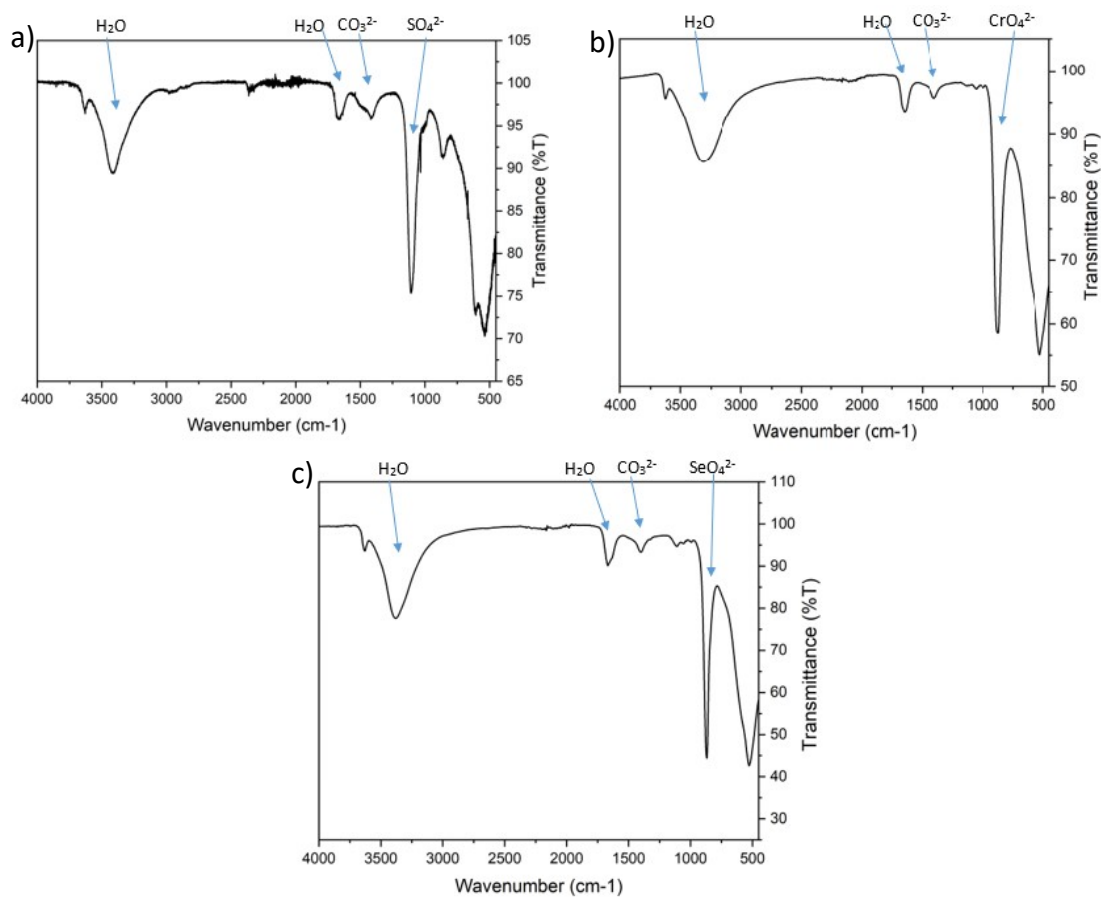 a)
H₂O H₂O CO₃²⁻ SO₄²⁻
105
100
95
90
85
80
75
70
65
Transmittance (%T)
4000 3500 3000 2500 2000 1500 1000 500
Wavenumber (cm-1)
b)
H₂O H₂O CO₃²⁻ CrO₄²⁻
100
90
80
70
60
50
Transmittance (%T)
4000 3500 3000 2500 2000 1500 1000 500
Wavenumber (cm-1)
c)
H₂O H₂O CO₃²⁻ SeO₄²⁻
110
100
90
80
70
60
50
40
30
Transmittance (%T)
4000 3500 3000 2500 2000 1500 1000 500
Wavenumber (cm-1)